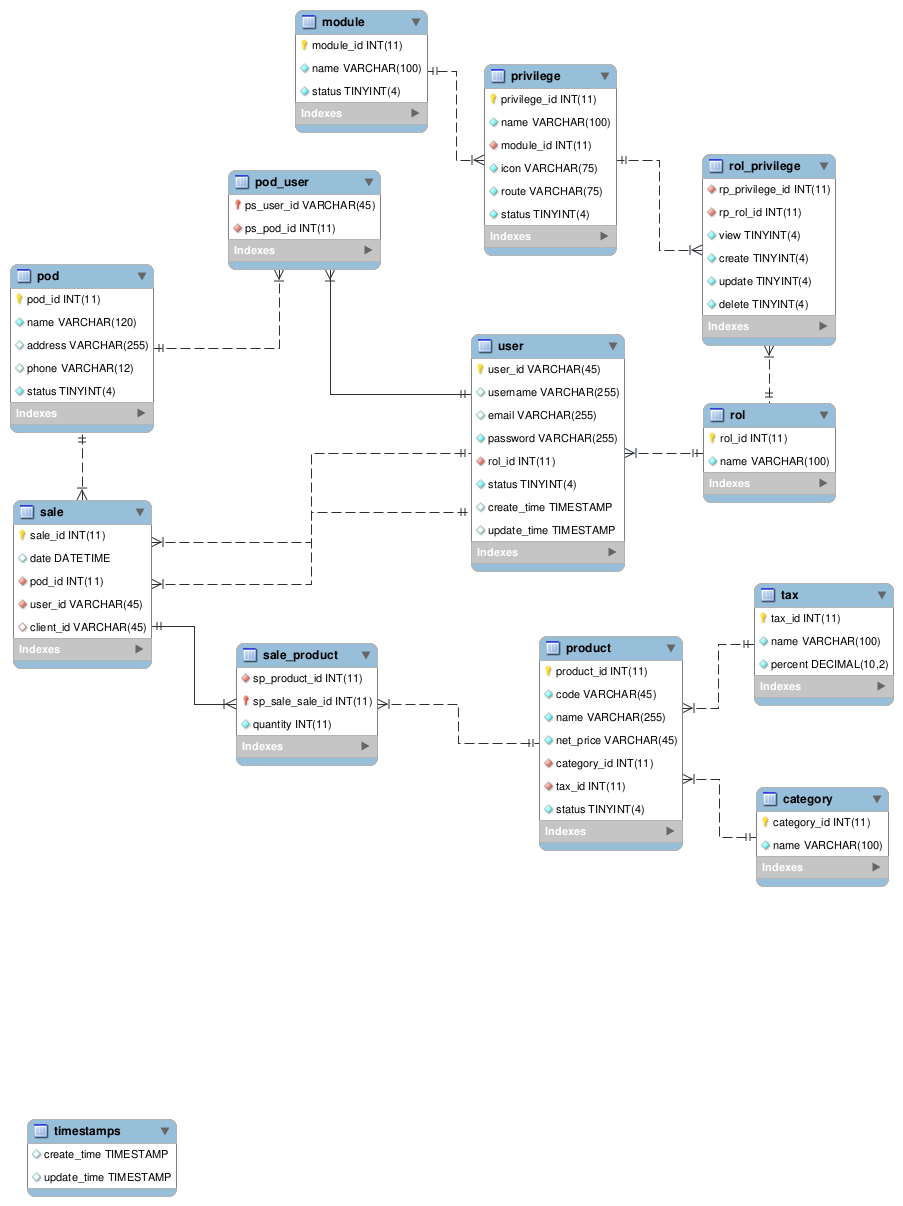 module
module_id INT(11)
name VARCHAR(100)
status TINYINT(4)
Indexes
privilege
privilege_id INT(11)
name VARCHAR(100)
module_id INT(11)
icon VARCHAR(75)
route VARCHAR(75)
status TINYINT(4)
Indexes
rol_privilege
rp_privilege_id INT(11)
rp_rol_id INT(11)
view TINYINT(4)
create TINYINT(4)
update TINYINT(4)
delete TINYINT(4)
Indexes
pod_user
ps_user_id VARCHAR(45)
ps_pod_id INT(11)
Indexes
pod
pod_id INT(11)
name VARCHAR(120)
address VARCHAR(255)
phone VARCHAR(12)
status TINYINT(4)
Indexes
user
user_id VARCHAR(45)
username VARCHAR(255)
email VARCHAR(255)
password VARCHAR(255)
rol_id INT(11)
status TINYINT(4)
create_time TIMESTAMP
update_time TIMESTAMP
Indexes
rol
rol_id INT(11)
name VARCHAR(100)
Indexes
sale
sale_id INT(11)
date DATETIME
pod_id INT(11)
user_id VARCHAR(45)
client_id VARCHAR(45)
Indexes
sale_product
sp_product_id INT(11)
sp_sale_sale_id INT(11)
quantity INT(11)
Indexes
product
product_id INT(11)
code VARCHAR(45)
name VARCHAR(255)
net_price VARCHAR(45)
category_id INT(11)
tax_id INT(11)
status TINYINT(4)
Indexes
tax
tax_id INT(11)
name VARCHAR(100)
percent DECIMAL(10,2)
Indexes
category
category_id INT(11)
name VARCHAR(100)
Indexes
timestamps
create_time TIMESTAMP
update_time TIMESTAMP